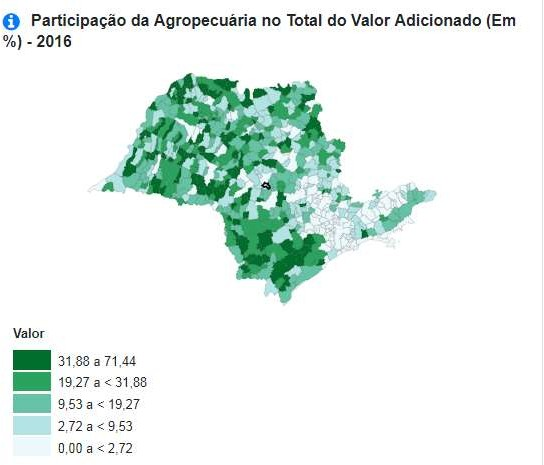 Participação da Agropecuária no Total do Valor Adicionado (Em
%) - 2016
Valor
31,88 a 71,44
19,27 a < 31,88
9,53 a < 19,27
2,72 a < 9,53
0,00 a < 2,72